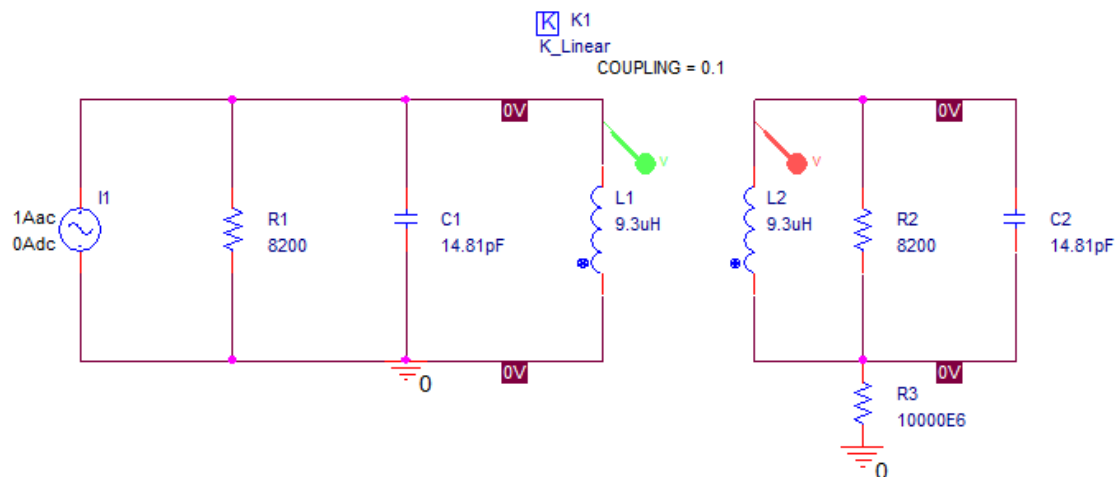 K K1
K_Linear
COUPLING = 0.1
0V
0V
V
V
I1
1Aac
0Adc
R1
8200
C1
14.81pF
L1
9.3uH
L2
9.3uH
R2
8200
C2
14.81pF
0
0V
0V
R3
10000E6
0